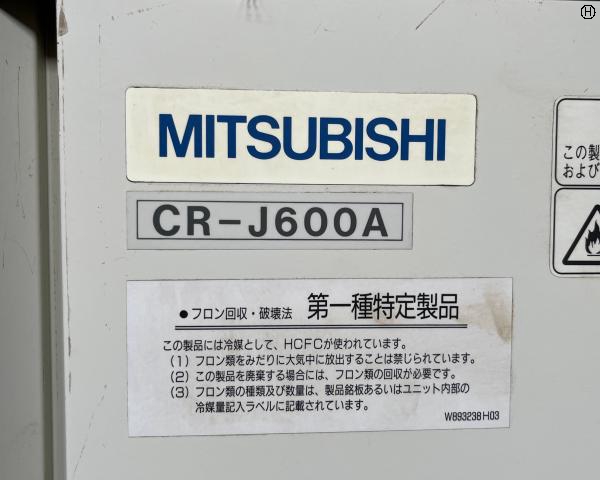 H
MITSUBISHI
CR-J600A
●フロン回収・破壊法 第一種特定製品
この製品には冷媒として、HCFCが使われています。
(1) フロン類をみだりに大気中に放出することは禁じられています。
(2) この製品を廃棄する場合には、フロン類の回収が必要です。
(3) フロン類の種類及び数量は、製品銘板あるいはユニット内部の
冷媒量記入ラベルに記載されています。
W893238H03
この製
および